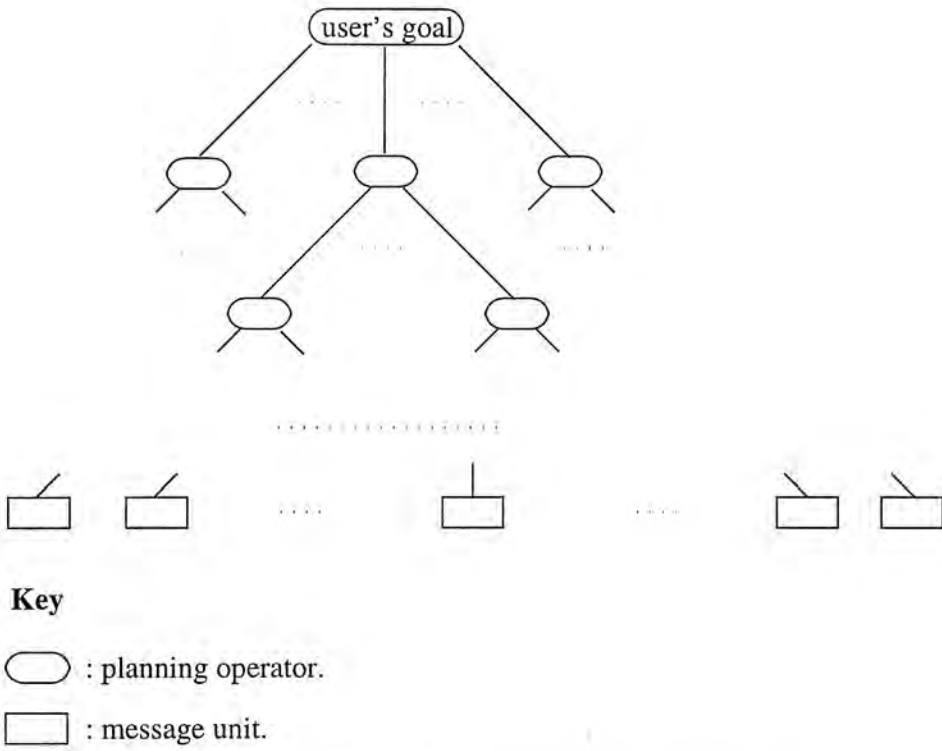 user's goal
Key
: planning operator.
: message unit.